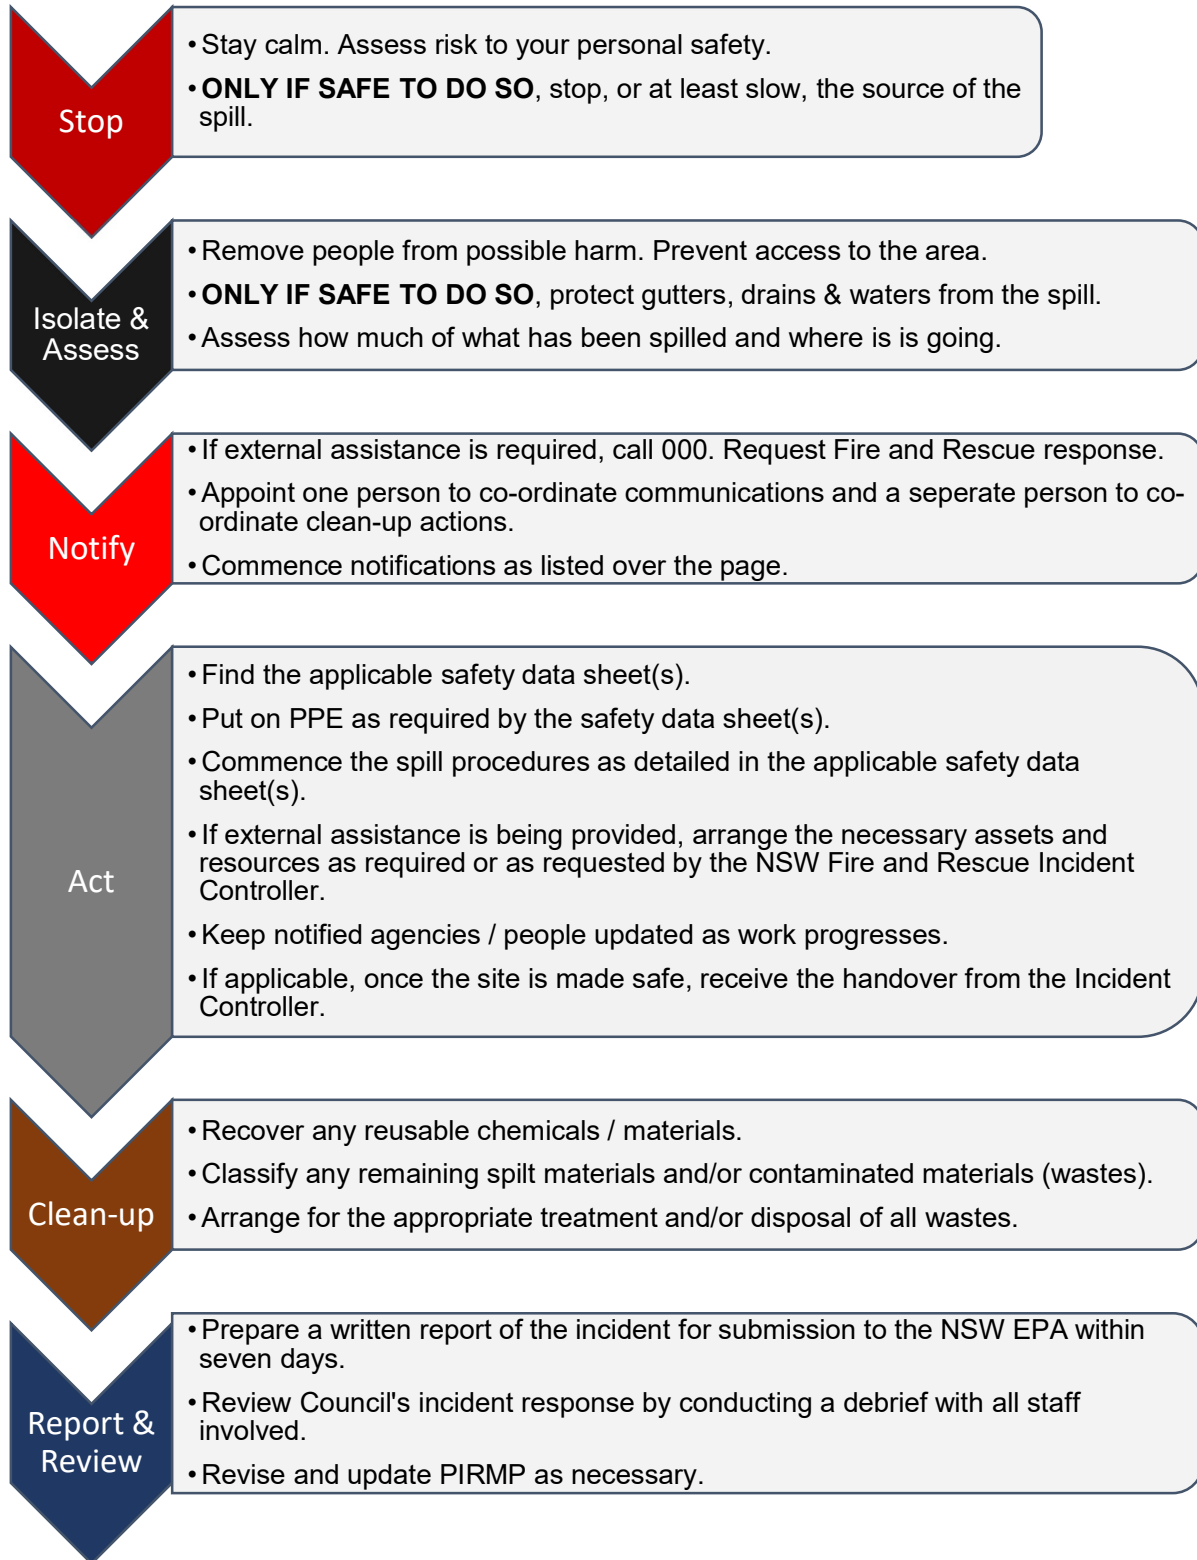 Stop
• Stay calm. Assess risk to your personal safety.
• ONLY IF SAFE TO DO SO, stop, or at least slow, the source of the
spill.
Isolate &
Assess
• Remove people from possible harm. Prevent access to the area.
• ONLY IF SAFE TO DO SO, protect gutters, drains & waters from the spill.
• Assess how much of what has been spilled and where is is going.
Notify
• If external assistance is required, call 000. Request Fire and Rescue response.
• Appoint one person to co-ordinate communications and a seperate person to co-
ordinate clean-up actions.
• Commence notifications as listed over the page.
Act
• Find the applicable safety data sheet(s).
• Put on PPE as required by the safety data sheet(s).
• Commence the spill procedures as detailed in the applicable safety data
sheet(s).
• If external assistance is being provided, arrange the necessary assets and
resources as required or as requested by the NSW Fire and Rescue Incident
Controller.
• Keep notified agencies / people updated as work progresses.
• If applicable, once the site is made safe, receive the handover from the Incident
Controller.
Clean-up
• Recover any reusable chemicals / materials.
• Classify any remaining spilt materials and/or contaminated materials (wastes).
• Arrange for the appropriate treatment and/or disposal of all wastes.
Report &
Review
• Prepare a written report of the incident for submission to the NSW EPA within
seven days.
• Review Council's incident response by conducting a debrief with all staff
involved.
• Revise and update PIRMP as necessary.